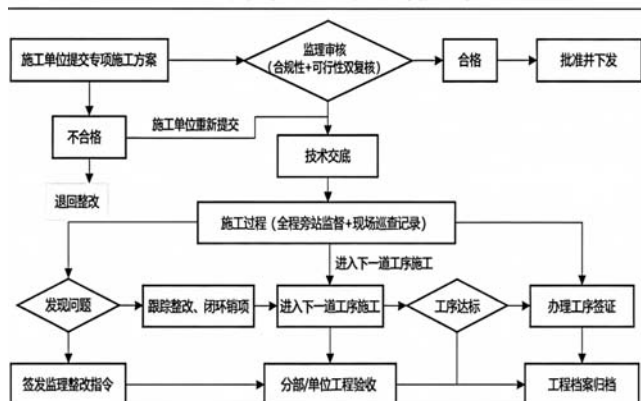 施工单位提交专项施工方案
监理审核
(合规性+可行性双复核)
合格
批准并下发
不合格
施工单位重新提交
技术交底
退回整改
施工过程（全程旁站监督+现场巡查记录)
进入下一道工序施工
发现问题
跟踪整改、闭环销项
进入下一道工序施工
工序达标
办理工序签证
签发监理整改指令
分部/单位工程验收
工程档案归档